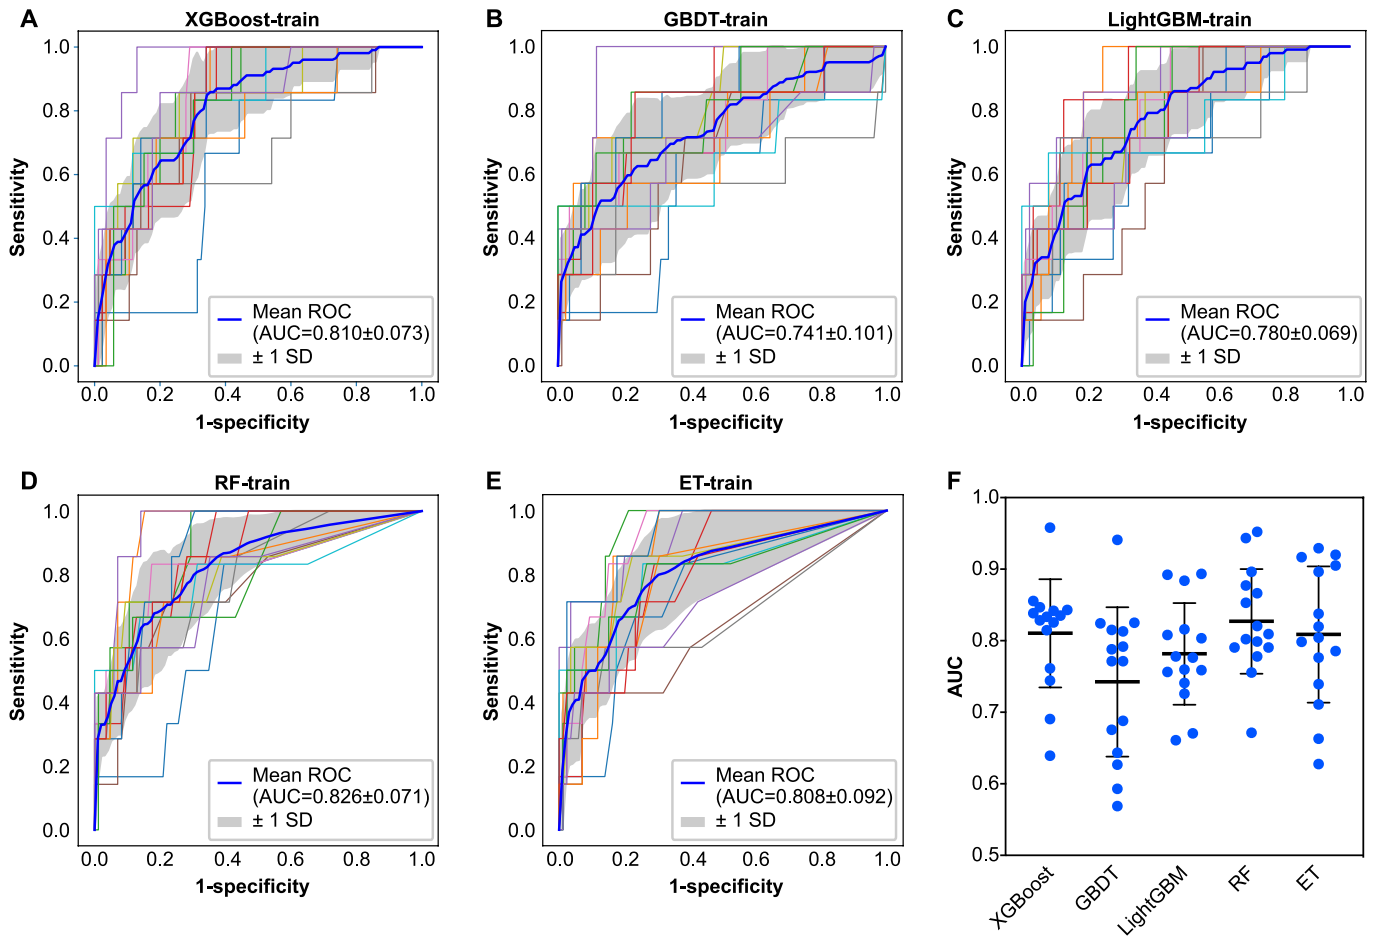 A
XGBoost-train
1.0
0.8
0.6
0.4
0.2
0.0
Sensitivity
Mean ROC
(AUC=0.810±0.073)
± 1 SD
0.0 0.2 0.4 0.6 0.8 1.0
1-specificity
B
GBDT-train
1.0
0.8
0.6
0.4
0.2
0.0
Sensitivity
Mean ROC
(AUC=0.741±0.101)
± 1 SD
0.0 0.2 0.4 0.6 0.8 1.0
1-specificity
C
LightGBM-train
1.0
0.8
0.6
0.4
0.2
0.0
Sensitivity
Mean ROC
(AUC=0.780±0.069)
± 1 SD
0.0 0.2 0.4 0.6 0.8 1.0
1-specificity
D
RF-train
1.0
0.8
0.6
0.4
0.2
0.0
Sensitivity
Mean ROC
(AUC=0.826±0.071)
± 1 SD
0.0 0.2 0.4 0.6 0.8 1.0
1-specificity
E
ET-train
1.0
0.8
0.6
0.4
0.2
0.0
Sensitivity
Mean ROC
(AUC=0.808±0.092)
± 1 SD
0.0 0.2 0.4 0.6 0.8 1.0
1-specificity
F
1.0
0.9
0.8
0.7
0.6
0.5
AUC
XGBoost
GBDT
LightGBM
RF
ET